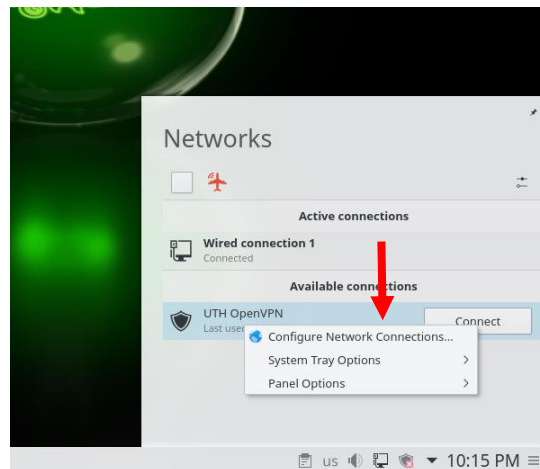 Networks
Active connections
Wired connection 1
Connected
Available connections
UTH OpenVPN
Connect
Last used
Configure Network Connections...
System Tray Options
Panel Options
us
10:15 PM